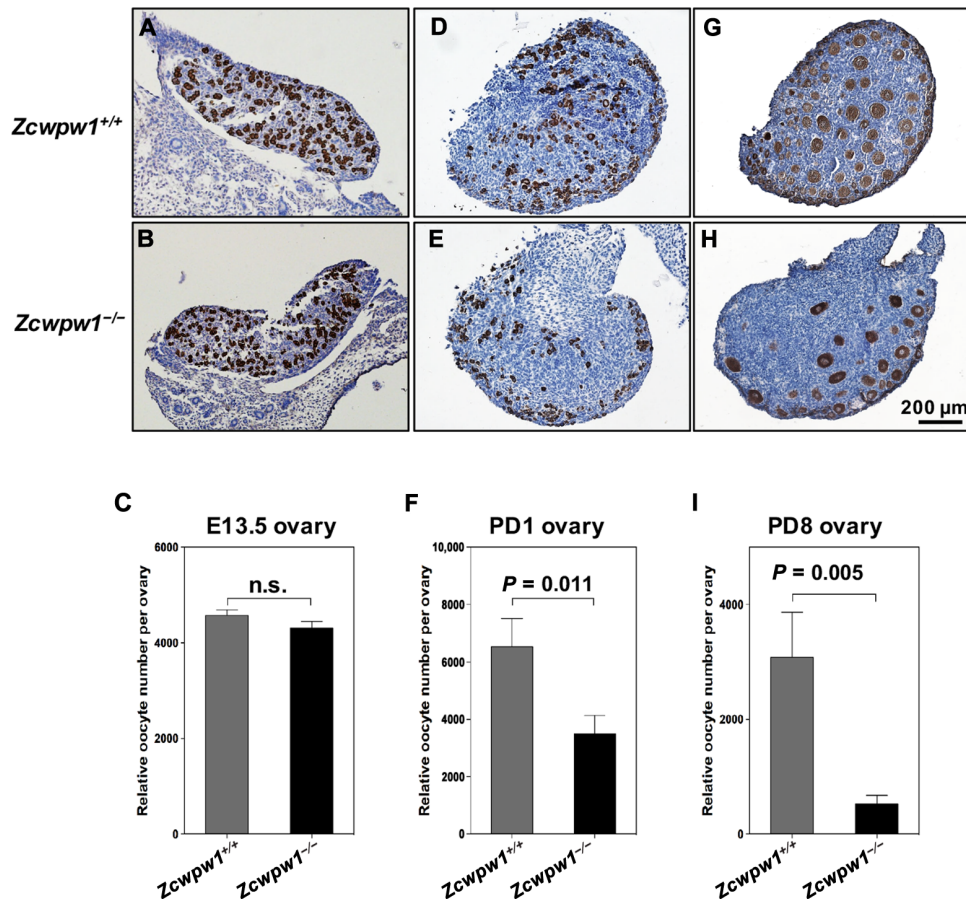 A
D
G
Zcwpw1+/+
B
E
H
Zcwpw1−/−
200 µm
C
E13.5 ovary
F
PD1 ovary
I
PD8 ovary
Relative oocyte number per ovary
6000
4000
2000
0
n.s.
Zcwpw1+/+
Zcwpw1−/−
Relative oocyte number per ovary
10,000
8000
6000
4000
2000
0
P = 0.011
Zcwpw1+/+
Zcwpw1−/−
Relative oocyte number per ovary
4000
2000
0
P = 0.005
Zcwpw1+/+
Zcwpw1−/−